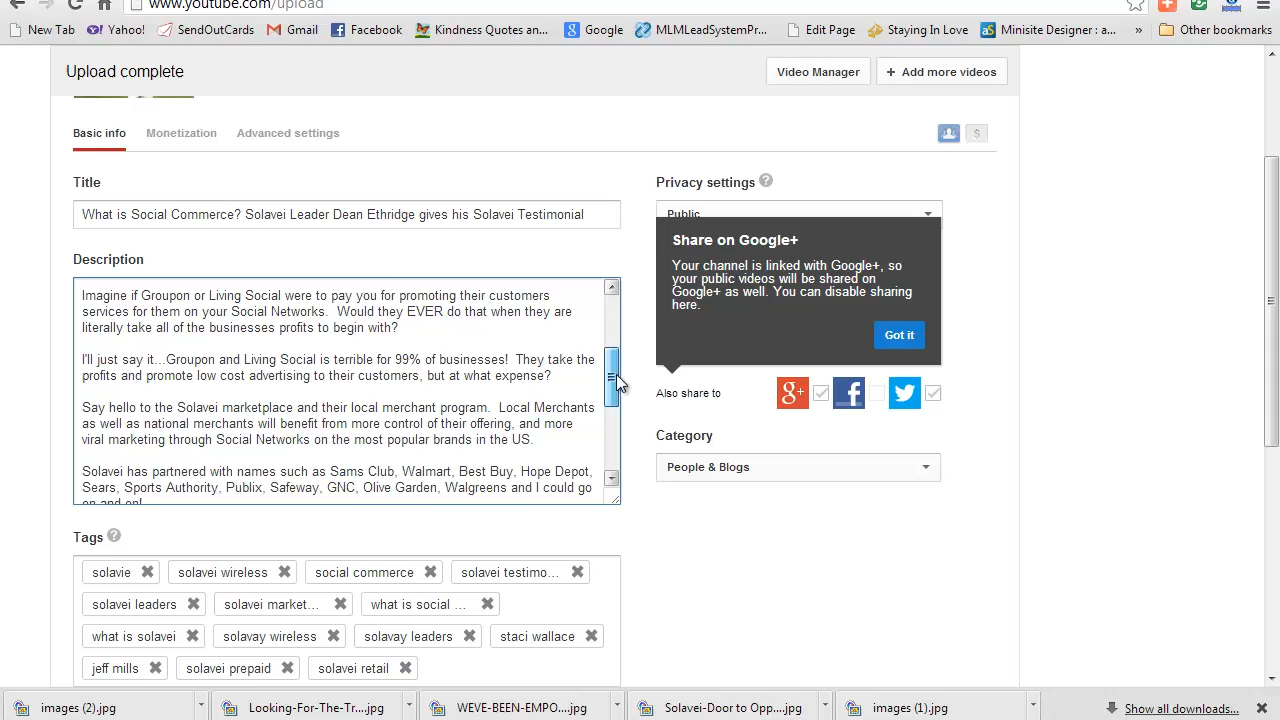 www.youtube.com/upload
New Tab
Yahoo!
SendOutCards
Gmail
Facebook
Kindness Quotes an...
Google
MLMLeadSystemPr...
Edit Page
Staying In Love
Minisite Designer : a...
»
Other bookmarks
Upload complete
Video Manager
+ Add more videos
Basic info
Monetization
Advanced settings
$
Title
What is Social Commerce? Solavei Leader Dean Ethridge gives his Solavei Testimonial
Description
Imagine if Groupon or Living Social were to pay you for promoting their customers
services for them on your Social Networks.  Would they EVER do that when they are
literally take all of the businesses profits to begin with?
I'll just say it...Groupon and Living Social is terrible for 99% of businesses!  They take the
profits and promote low cost advertising to their customers, but at what expense?
Say hello to the Solavei marketplace and their local merchant program.  Local Merchants
as well as national merchants will benefit from more control of their offering, and more
viral marketing through Social Networks on the most popular brands in the US.
Solavei has partnered with names such as Sams Club, Walmart, Best Buy, Hope Depot,
Sears, Sports Authority, Publix, Safeway, GNC, Olive Garden, Walgreens and I could go
on and on!
Privacy settings ?
Public
Share on Google+
Your channel is linked with Google+, so
your public videos will be shared on
Google+ as well. You can disable sharing
here.
Got it
Also share to
Category
People & Blogs
Tags ?
solavie
solavei wireless
social commerce
solavei testimo...
solavei leaders
solavei market...
what is social ...
what is solavei
solavay wireless
solavay leaders
staci wallace
jeff mills
solavei prepaid
solavei retail
images (2).jpg
Looking-For-The-Tr....jpg
WEVE-BEEN-EMPO....jpg
Solavei-Door to Opp....jpg
images (1).jpg
Show all downloads...